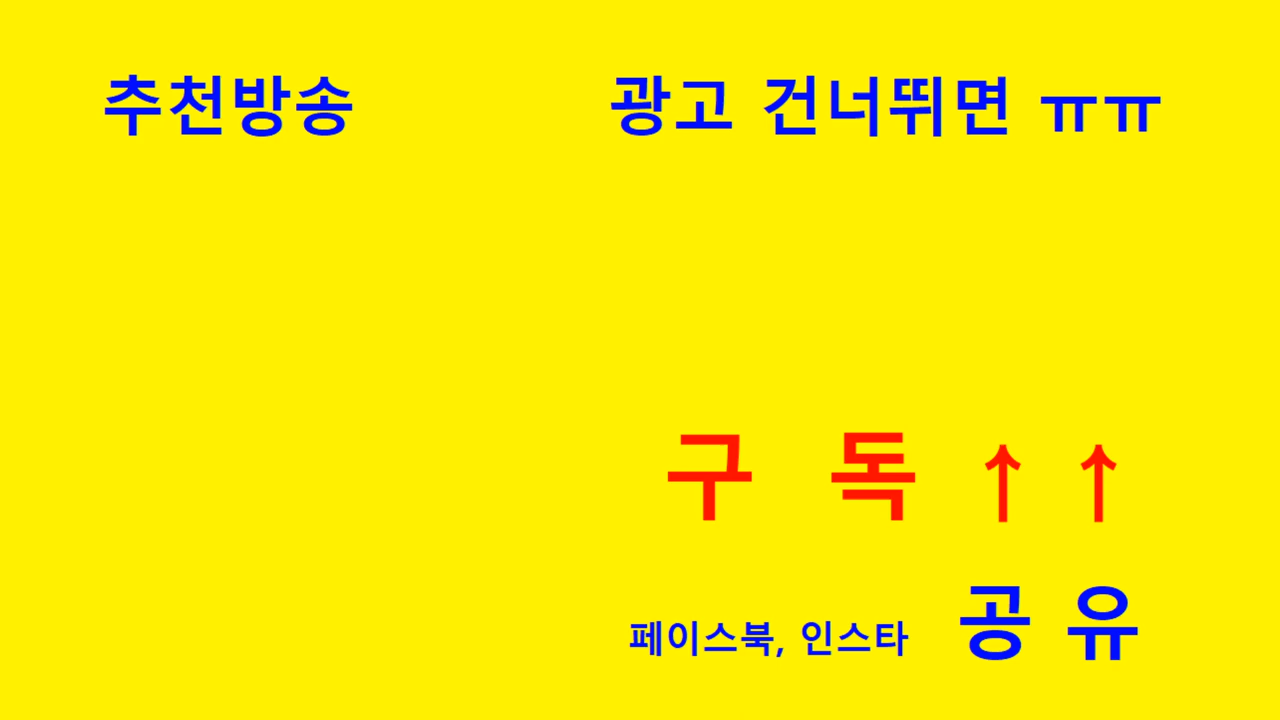 추천방송 광고 건너뛰면 ㅠㅠ
구 독 ↑ ↑
페이스북, 인스타 공 유